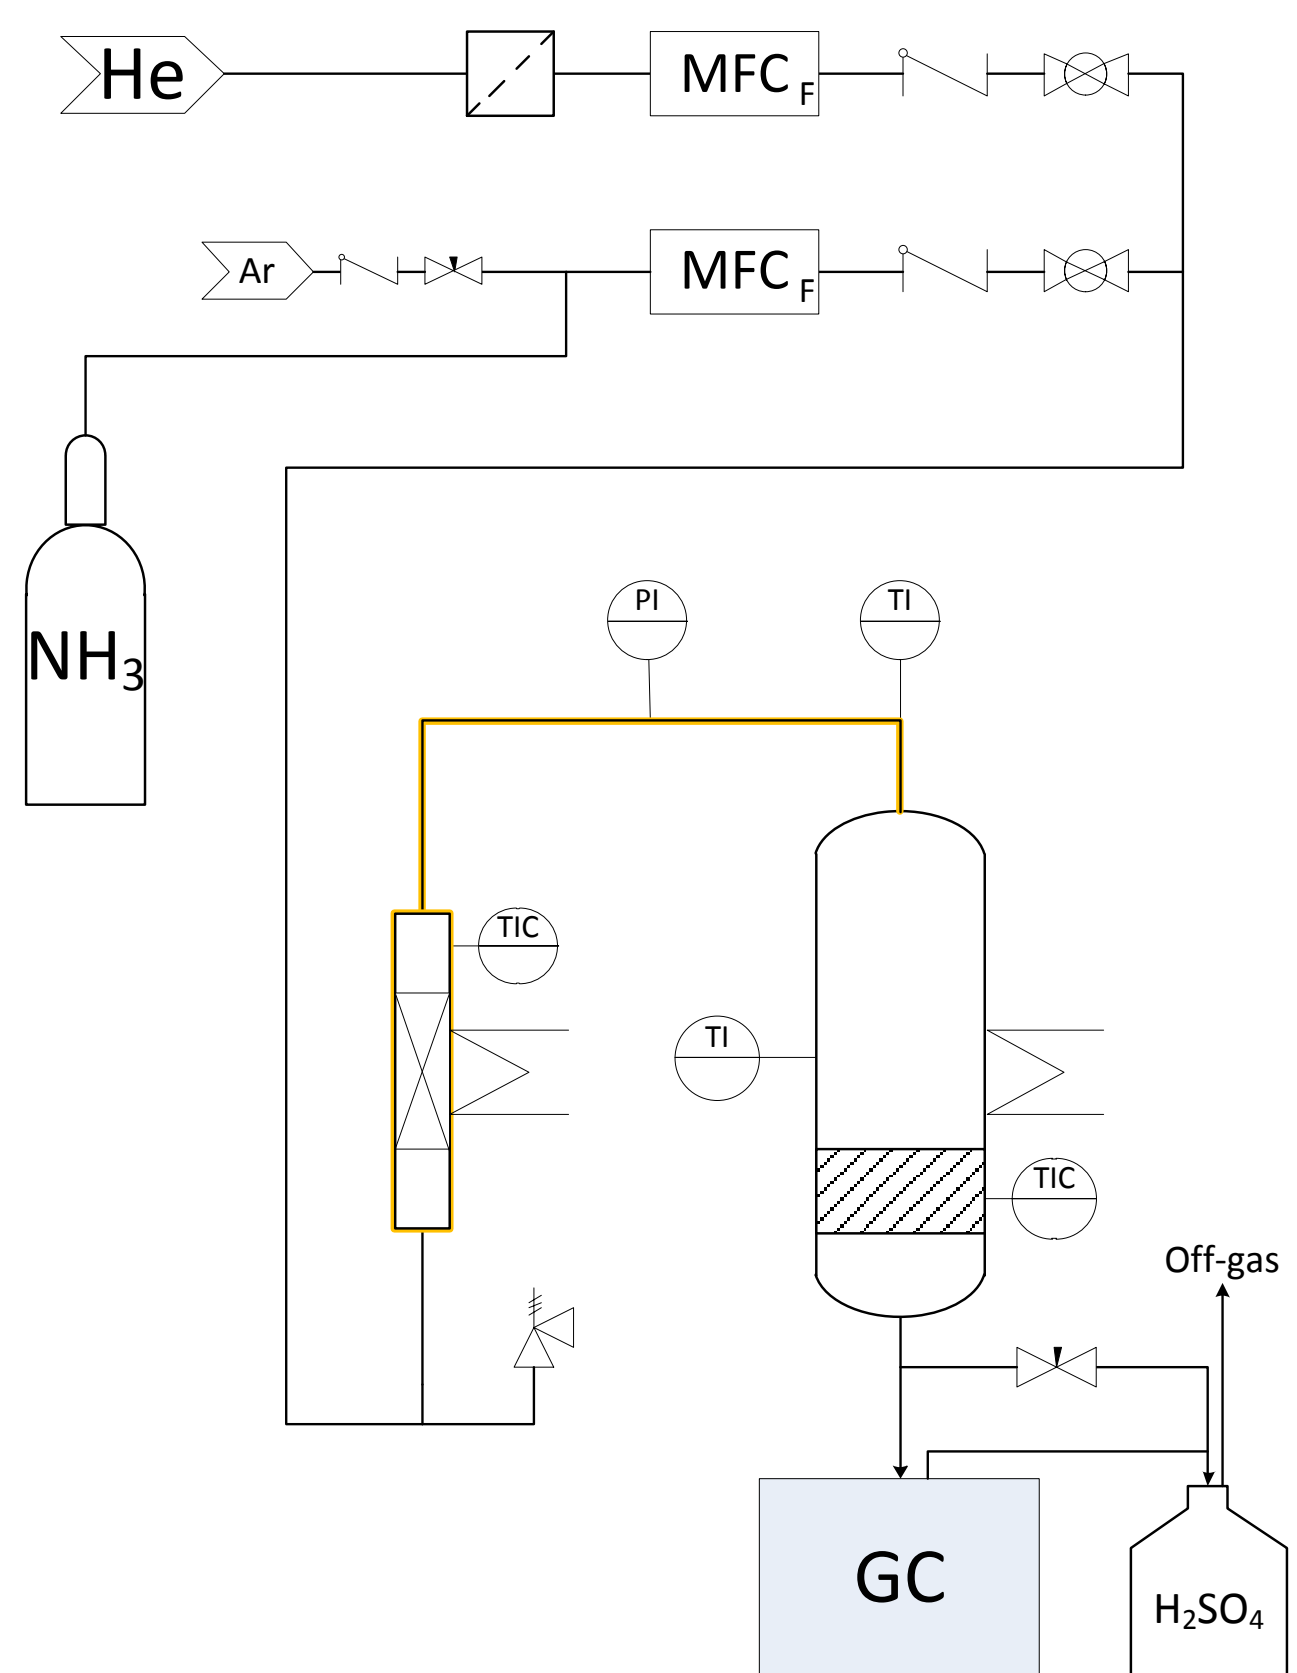 He
MFC F
Ar
MFC F
NH₃
PI
TI
TIC
TI
TIC
Off-gas
GC
H₂SO₄